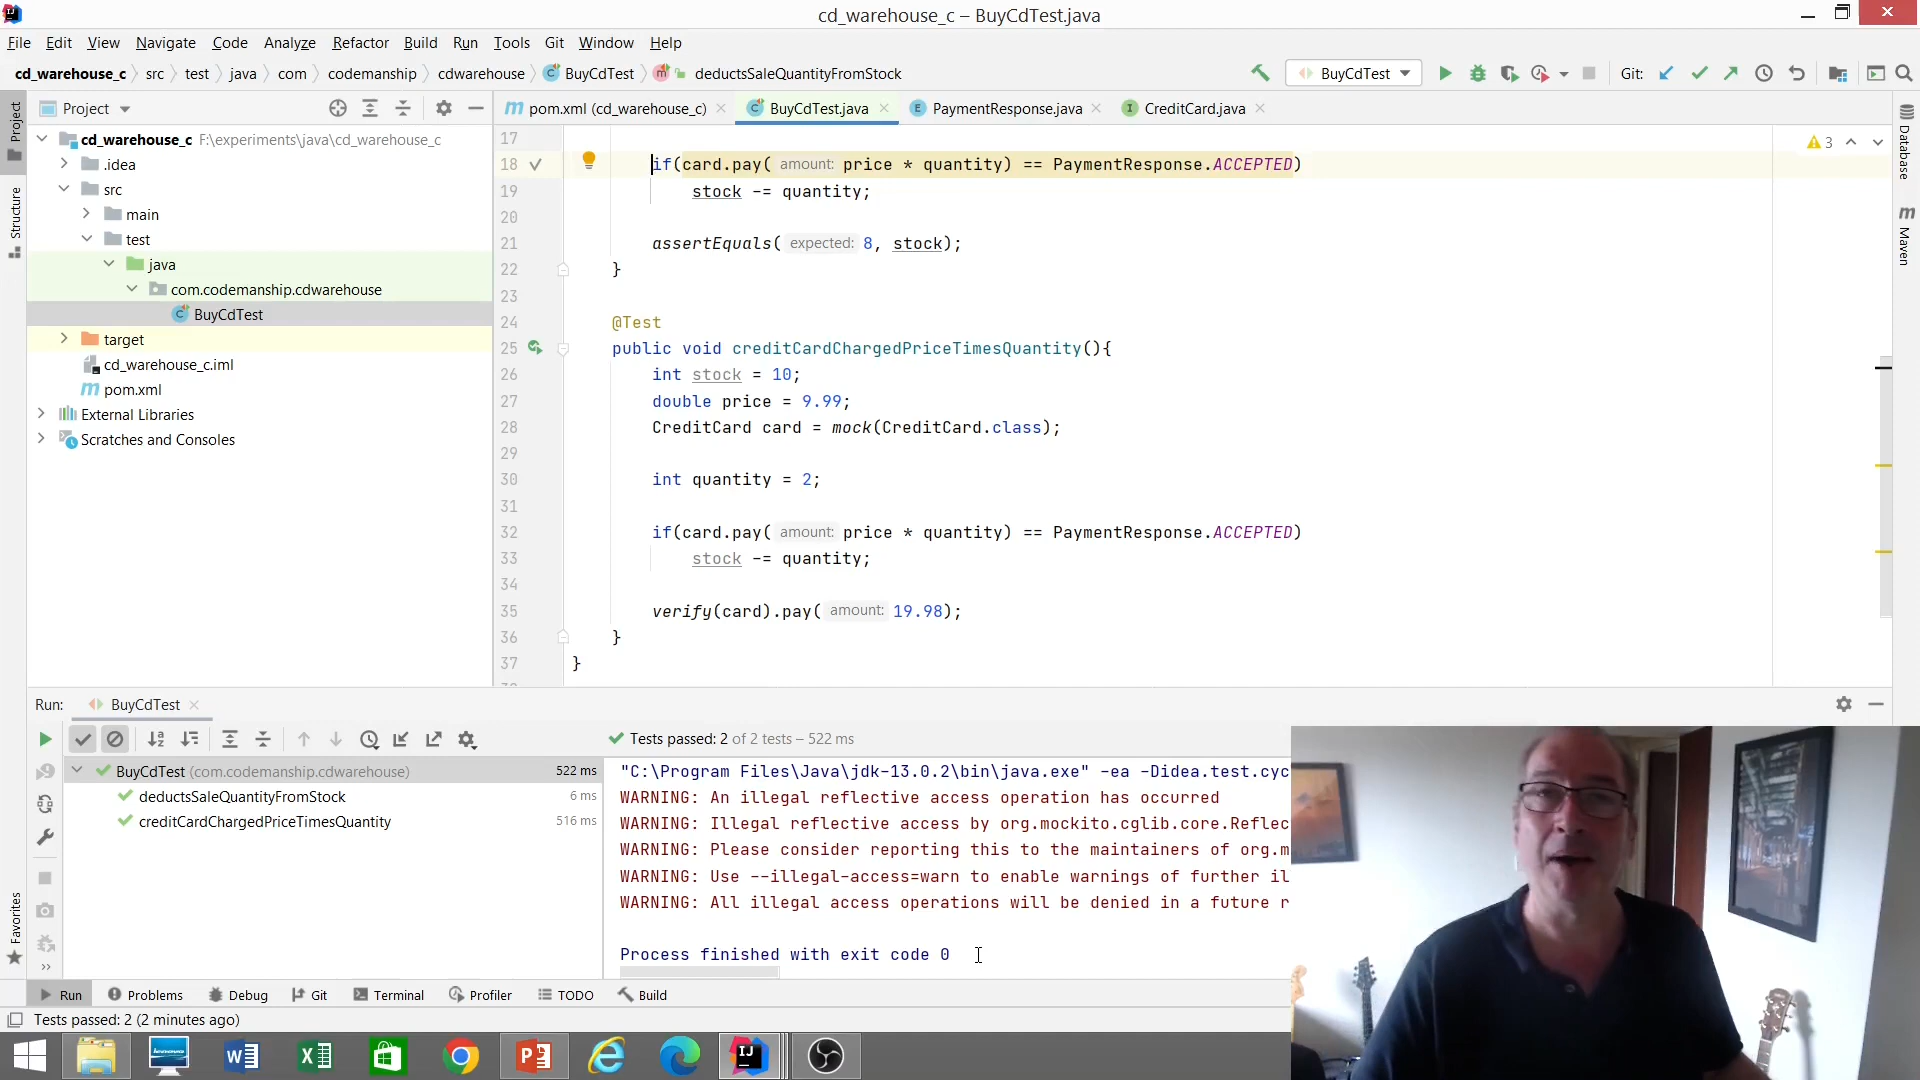 cd_warehouse_c – BuyCdTest.java
File Edit View Navigate Code Analyze Refactor Build Run Tools Git Window Help
cd_warehouse_c src test java com codemanship cdwarehouse BuyCdTest deductsSaleQuantityFromStock
BuyCdTest
Git:
Project
pom.xml (cd_warehouse_c)
BuyCdTest.java
PaymentResponse.java
CreditCard.java
cd_warehouse_c F:\experiments\java\cd_warehouse_c
.idea
src
main
test
java
com.codemanship.cdwarehouse
BuyCdTest
target
cd_warehouse_c.iml
pom.xml
External Libraries
Scratches and Consoles
Project
Structure
Favorites
Database
Maven
3
17
18 if(card.pay( amount: price * quantity) == PaymentResponse.ACCEPTED)
19 stock -= quantity;
20
21 assertEquals( expected: 8, stock);
22 }
23
24 @Test
25 public void creditCardChargedPriceTimesQuantity(){
26 int stock = 10;
27 double price = 9.99;
28 CreditCard card = mock(CreditCard.class);
29
30 int quantity = 2;
31
32 if(card.pay( amount: price * quantity) == PaymentResponse.ACCEPTED)
33 stock -= quantity;
34
35 verify(card).pay( amount: 19.98);
36 }
37 }
Run: BuyCdTest
Tests passed: 2 of 2 tests – 522 ms
BuyCdTest (com.codemanship.cdwarehouse) 522 ms
deductsSaleQuantityFromStock 6 ms
creditCardChargedPriceTimesQuantity 516 ms
"C:\Program Files\Java\jdk-13.0.2\bin\java.exe" -ea -Didea.test.cyc
WARNING: An illegal reflective access operation has occurred
WARNING: Illegal reflective access by org.mockito.cglib.core.Reflec
WARNING: Please consider reporting this to the maintainers of org.m
WARNING: Use --illegal-access=warn to enable warnings of further il
WARNING: All illegal access operations will be denied in a future r
Process finished with exit code 0
Run Problems Debug Git Terminal Profiler TODO Build
Tests passed: 2 (2 minutes ago)